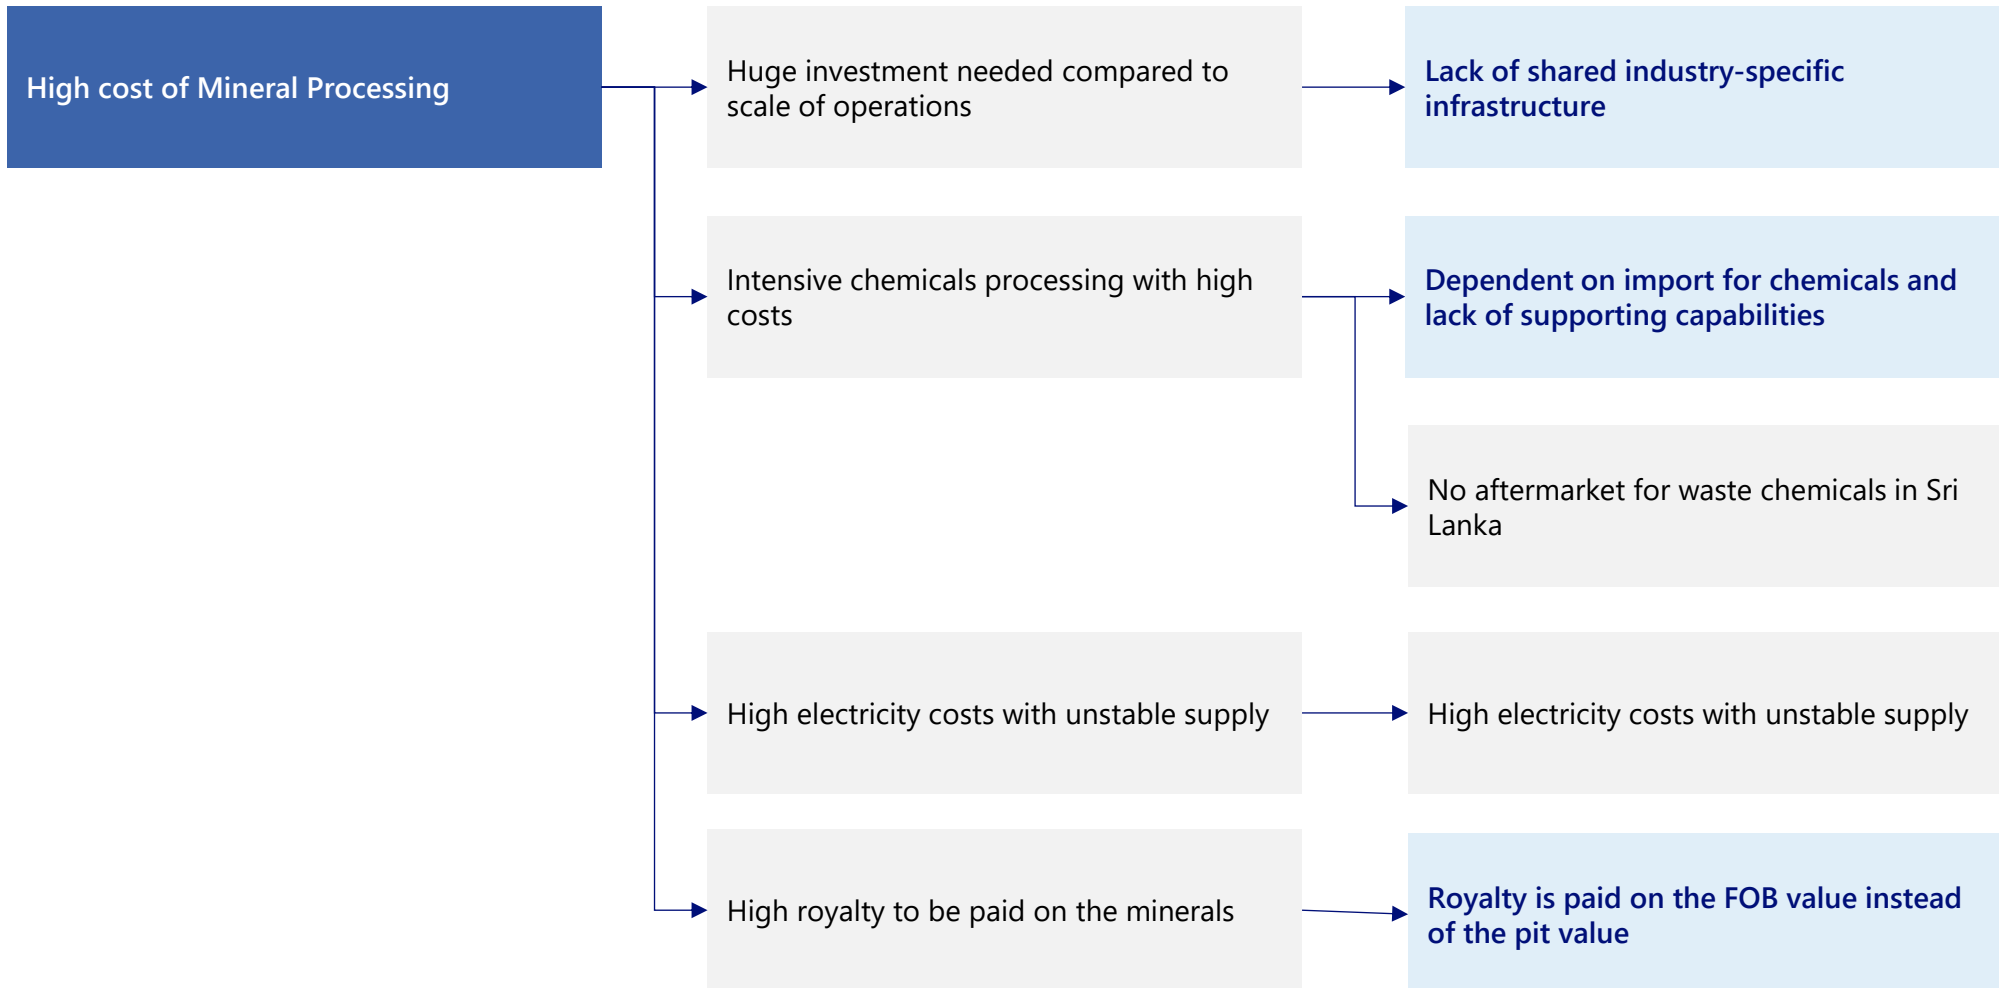 High cost of Mineral Processing
Huge investment needed compared to
scale of operations
Lack of shared industry-specific
infrastructure
Intensive chemicals processing with high
costs
Dependent on import for chemicals and
lack of supporting capabilities
No aftermarket for waste chemicals in Sri
Lanka
High electricity costs with unstable supply
High electricity costs with unstable supply
High royalty to be paid on the minerals
Royalty is paid on the FOB value instead
of the pit value